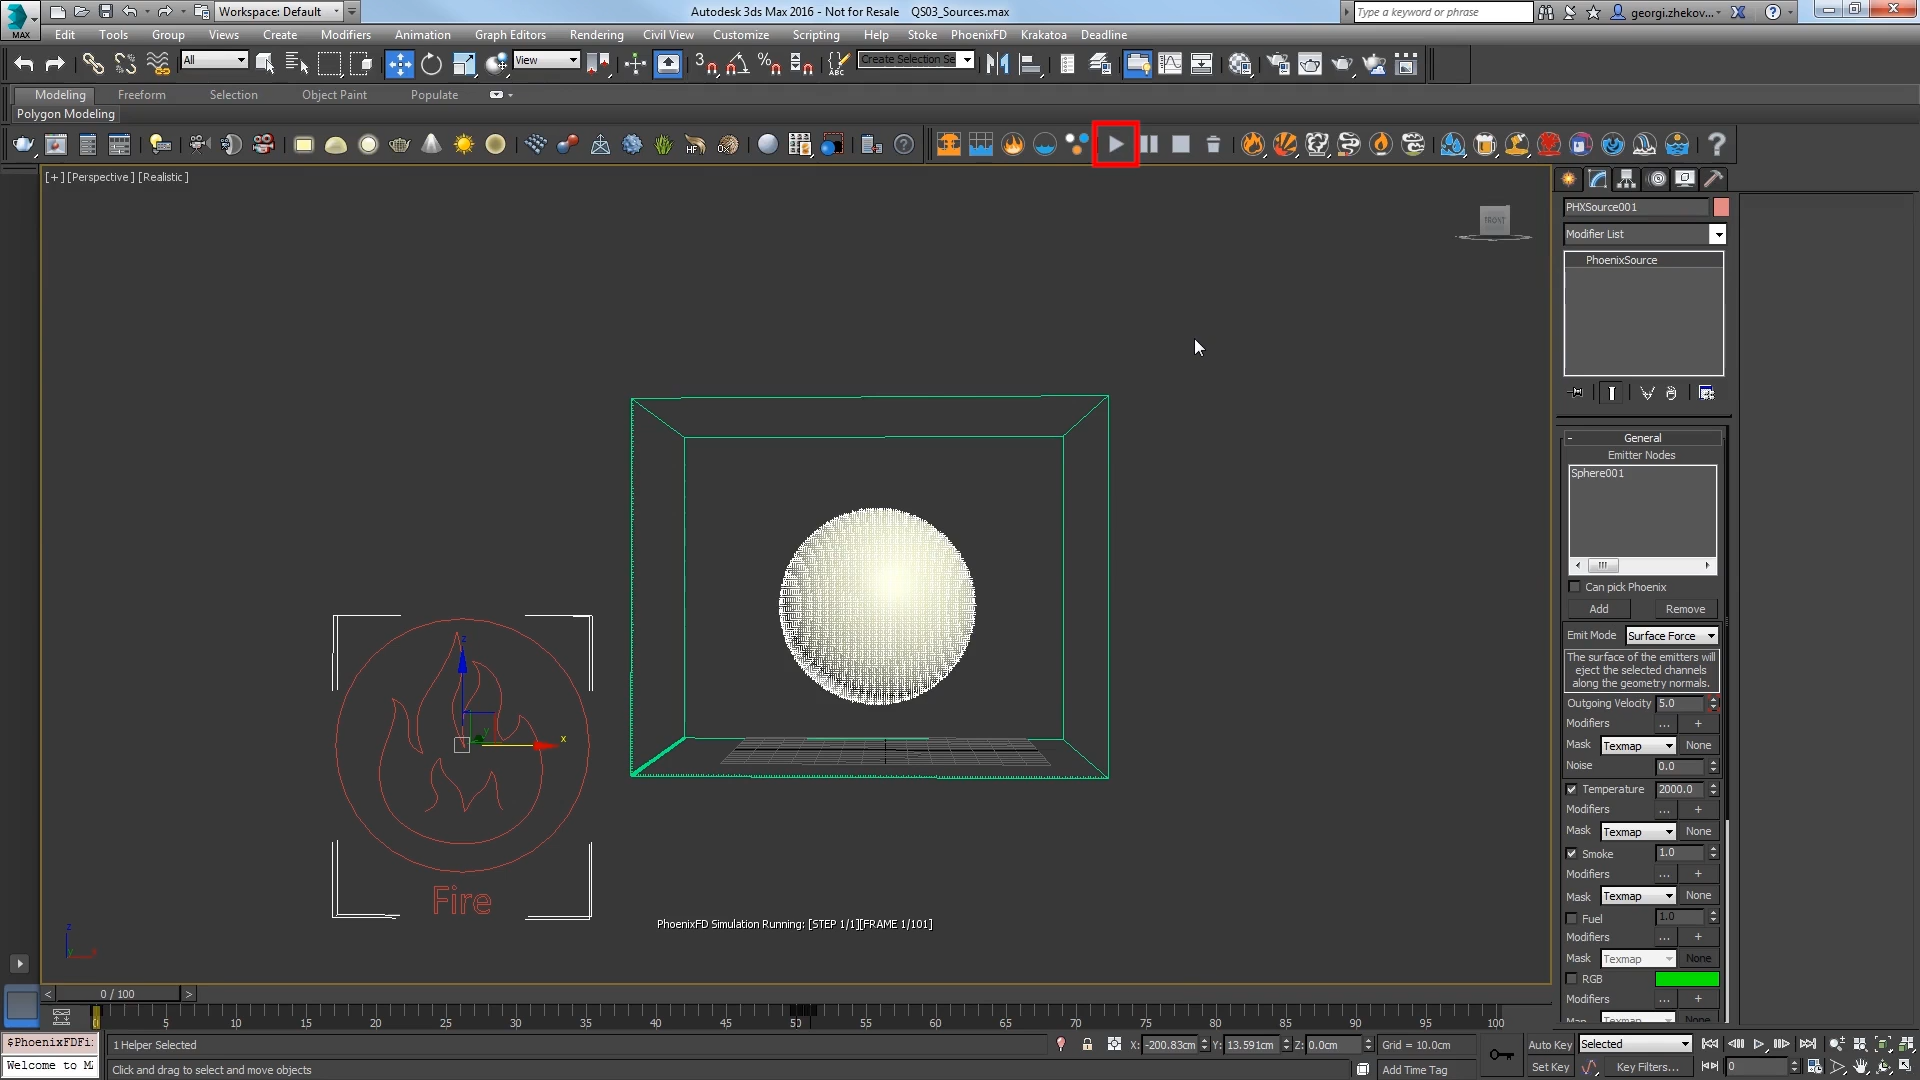 MAX
Workspace: Default
Autodesk 3ds Max 2016 - Not for Resale QS03_Sources.max
Type a keyword or phrase
georgi.zhekov...
Edit Tools Group Views Create Modifiers Animation Graph Editors Rendering Civil View Customize Scripting Help Stoke PhoenixFD Krakatoa Deadline
All
View
Create Selection Se
Modeling Freeform Selection Object Paint Populate
Polygon Modeling
[+] [Perspective ] [Realistic ]
FRONT
PHXSource001
Modifier List
PhoenixSource
- General
Emitter Nodes
Sphere001
Can pick Phoenix
Add Remove
Emit Mode Surface Force
The surface of the emitters will
eject the selected channels
along the geometry normals.
Outgoing Velocity 5.0
Modifiers ... +
Mask Texmap None
Noise 0.0
Temperature 2000.0
Modifiers ... +
Mask Texmap None
Smoke 1.0
Modifiers ... +
Mask Texmap None
Fuel 1.0
Modifiers ... +
Mask Texmap None
RGB
Modifiers ... +
z
y
x
Fire
PhoenixFD Simulation Running: [STEP 1/1][FRAME 1/101]
< 0 / 100 >
0 5 10 15 20 25 30 35 40 45 50 55 60 65 70 75 80 85 90 95 100
$PhoenixFDFi:
Welcome to M
1 Helper Selected
Click and drag to select and move objects
X: -200.83cm Y: 13.591cm Z: 0.0cm
Grid = 10.0cm
Add Time Tag
Auto Key Selected
Set Key Key Filters...
0